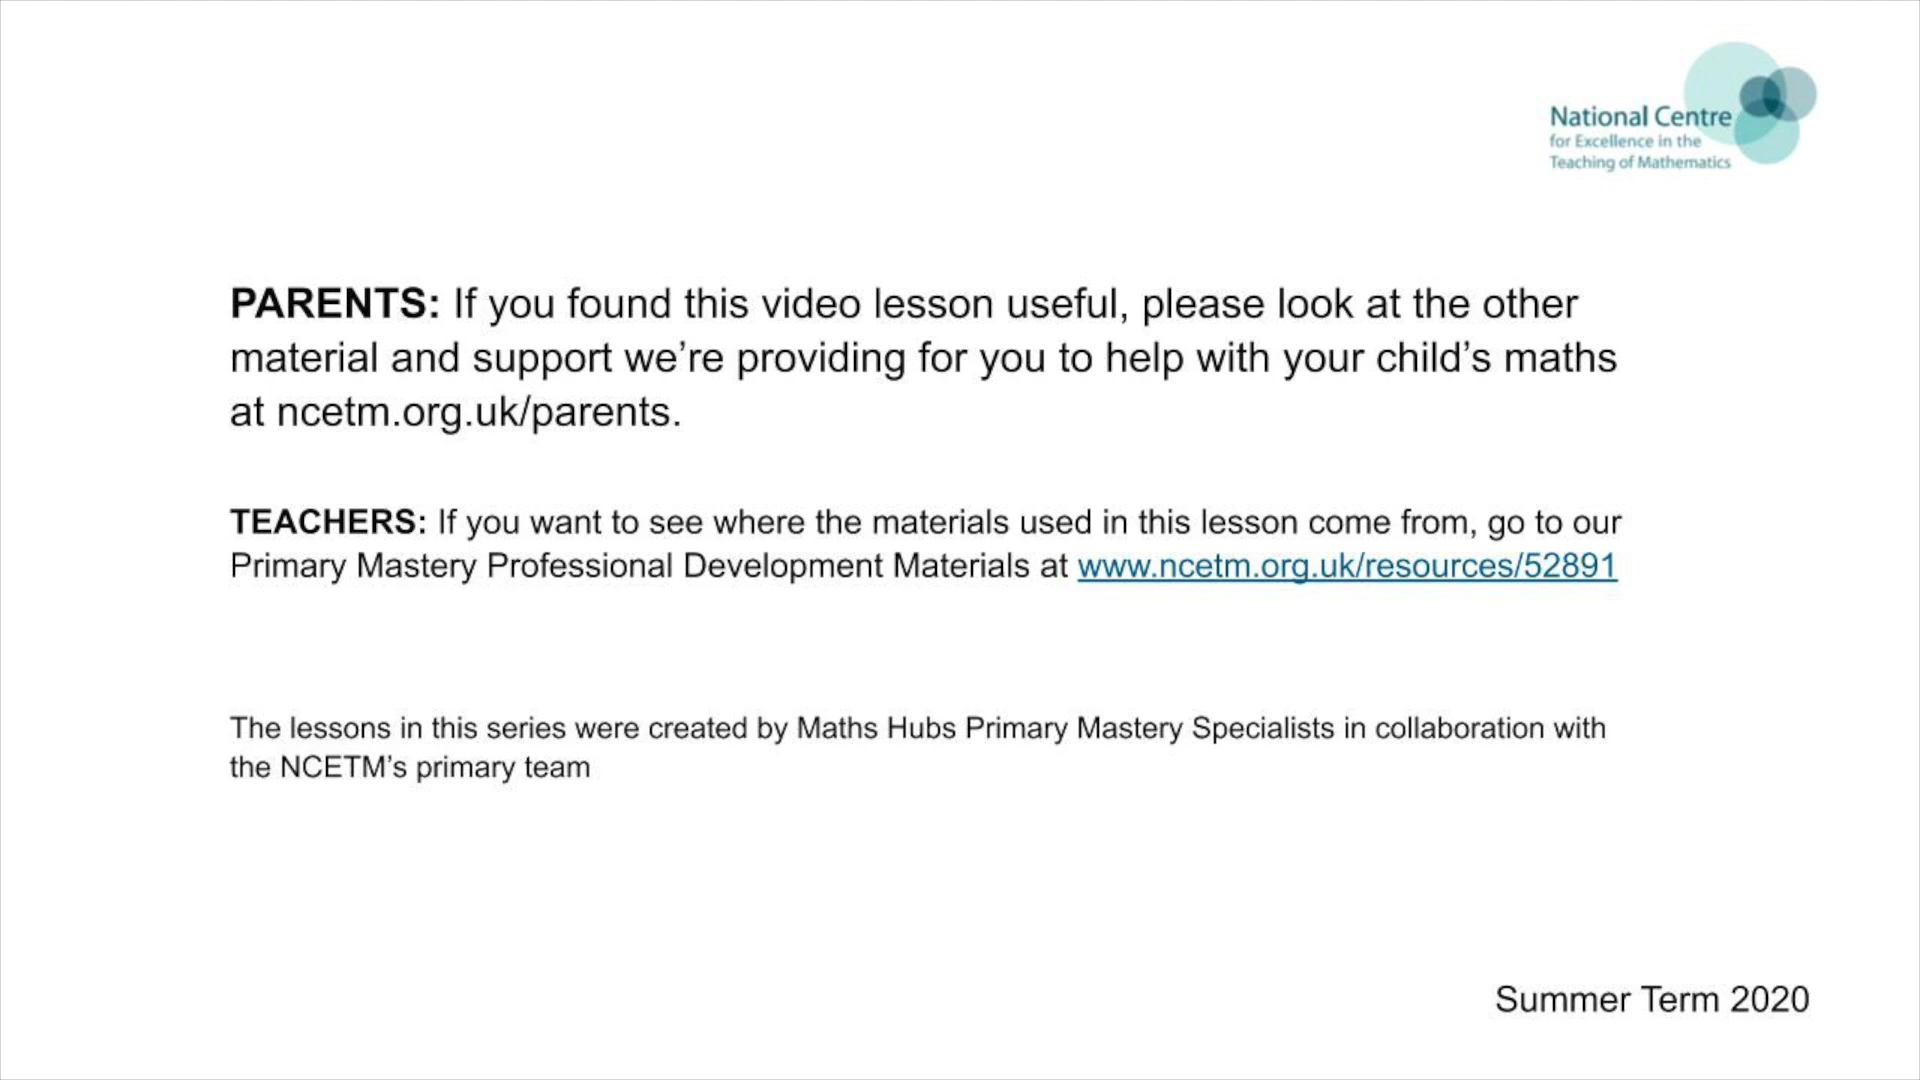 National Centre
for Excellence in the
Teaching of Mathematics
PARENTS: If you found this video lesson useful, please look at the other
material and support we’re providing for you to help with your child’s maths
at ncetm.org.uk/parents.
TEACHERS: If you want to see where the materials used in this lesson come from, go to our
Primary Mastery Professional Development Materials at www.ncetm.org.uk/resources/52891
The lessons in this series were created by Maths Hubs Primary Mastery Specialists in collaboration with
the NCETM’s primary team
Summer Term 2020